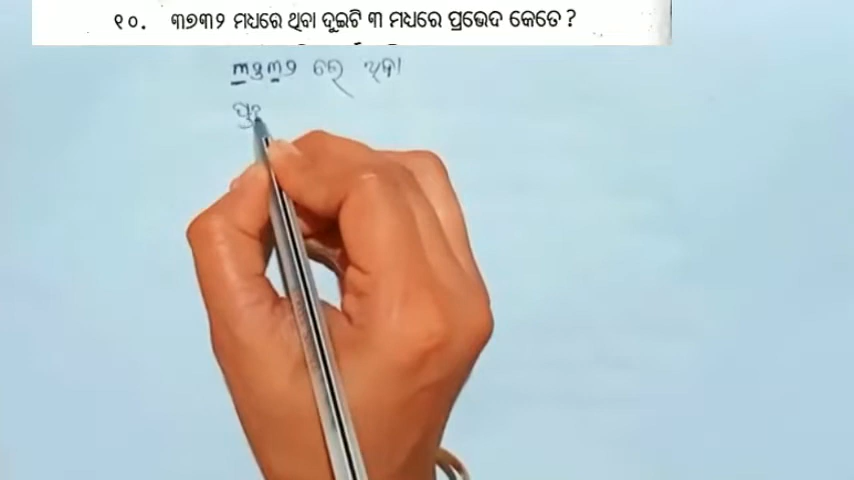 ୧୦. ୩୭୩୨ ମଧ୍ୟରେ ଥିବା ଦୁଇଟି ୩ ମଧ୍ୟରେ ପ୍ରଭେଦ କେତେ ?
୩୭୩୨ ରେ ଥିବା